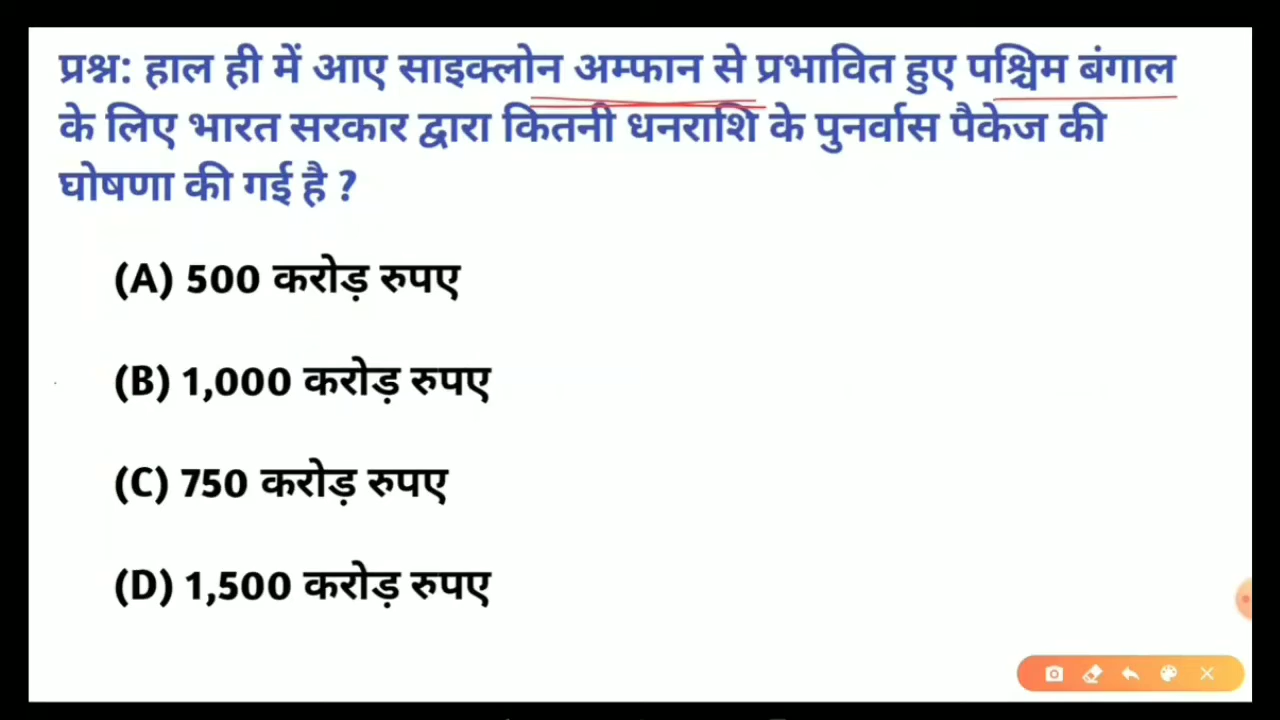 प्रश्न: हाल ही में आए साइक्लोन अम्फान से प्रभावित हुए पश्चिम बंगाल
के लिए भारत सरकार द्वारा कितनी धनराशि के पुनर्वास पैकेज की
घोषणा की गई है ?
(A) 500 करोड़ रुपए
(B) 1,000 करोड़ रुपए
(C) 750 करोड़ रुपए
(D) 1,500 करोड़ रुपए